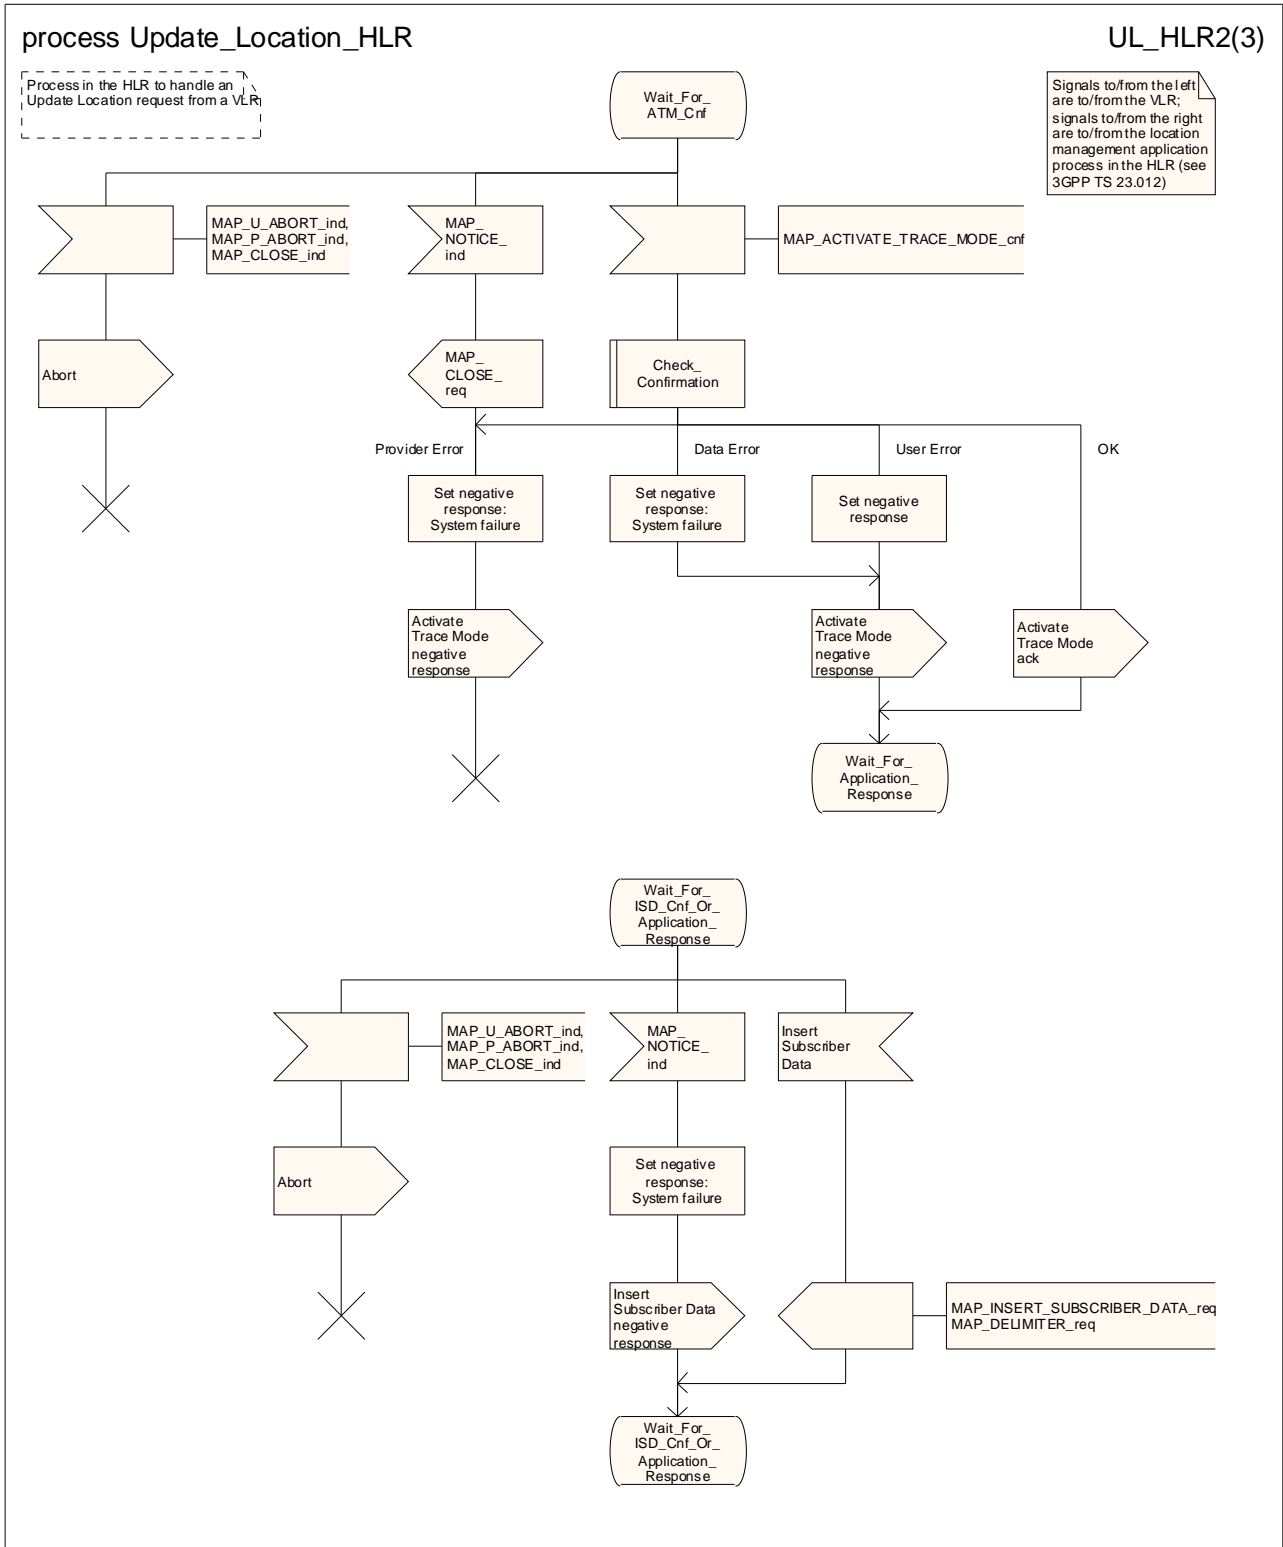 process Update_Location_HLR
UL_HLR2(3)
Process in the HLR to handle an
Update Location request from a VLR
Wait_For_
ATM_Cnf
Signals to/from the left
are to/from the VLR;
signals to/from the right
are to/from the location
management application
process in the HLR (see
3GPP TS 23.012)
MAP_U_ABORT_ind,
MAP_P_ABORT_ind,
MAP_CLOSE_ind
MAP_
NOTICE_
ind
MAP_ACTIVATE_TRACE_MODE_cnf
Abort
MAP_
CLOSE_
req
Check_
Confirmation
Provider Error
Data Error
User Error
OK
Set negative
response:
System failure
Set negative
response:
System failure
Set negative
response
Activate
Trace Mode
negative
response
Activate
Trace Mode
negative
response
Activate
Trace Mode
ack
Wait_For_
Application_
Response
Wait_For_
ISD_Cnf_Or_
Application_
Response
MAP_U_ABORT_ind,
MAP_P_ABORT_ind,
MAP_CLOSE_ind
MAP_
NOTICE_
ind
Insert
Subscriber
Data
Abort
Set negative
response:
System failure
Insert
Subscriber Data
negative
response
MAP_INSERT_SUBSCRIBER_DATA_req
MAP_DELIMITER_req
Wait_For_
ISD_Cnf_Or_
Application_
Response